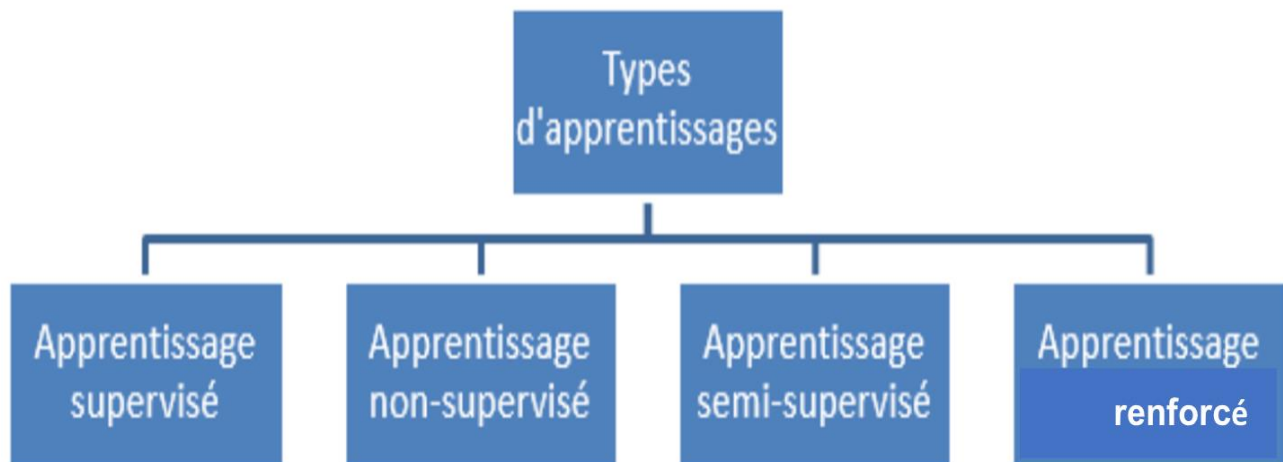 Types
d'apprentissages
Apprentissage
supervisé
Apprentissage
non-supervisé
Apprentissage
semi-supervisé
Apprentissage
renforcé